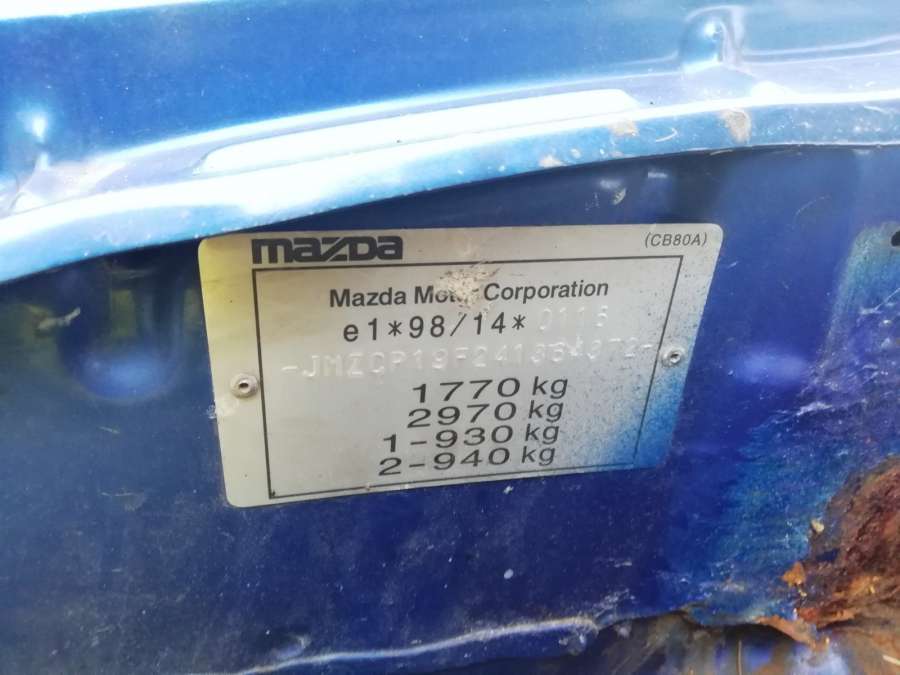 mazda
(CB80A)
Mazda Motor Corporation
e1*98/14*
1770 kg
2970 kg
1-930 kg
2-940 kg